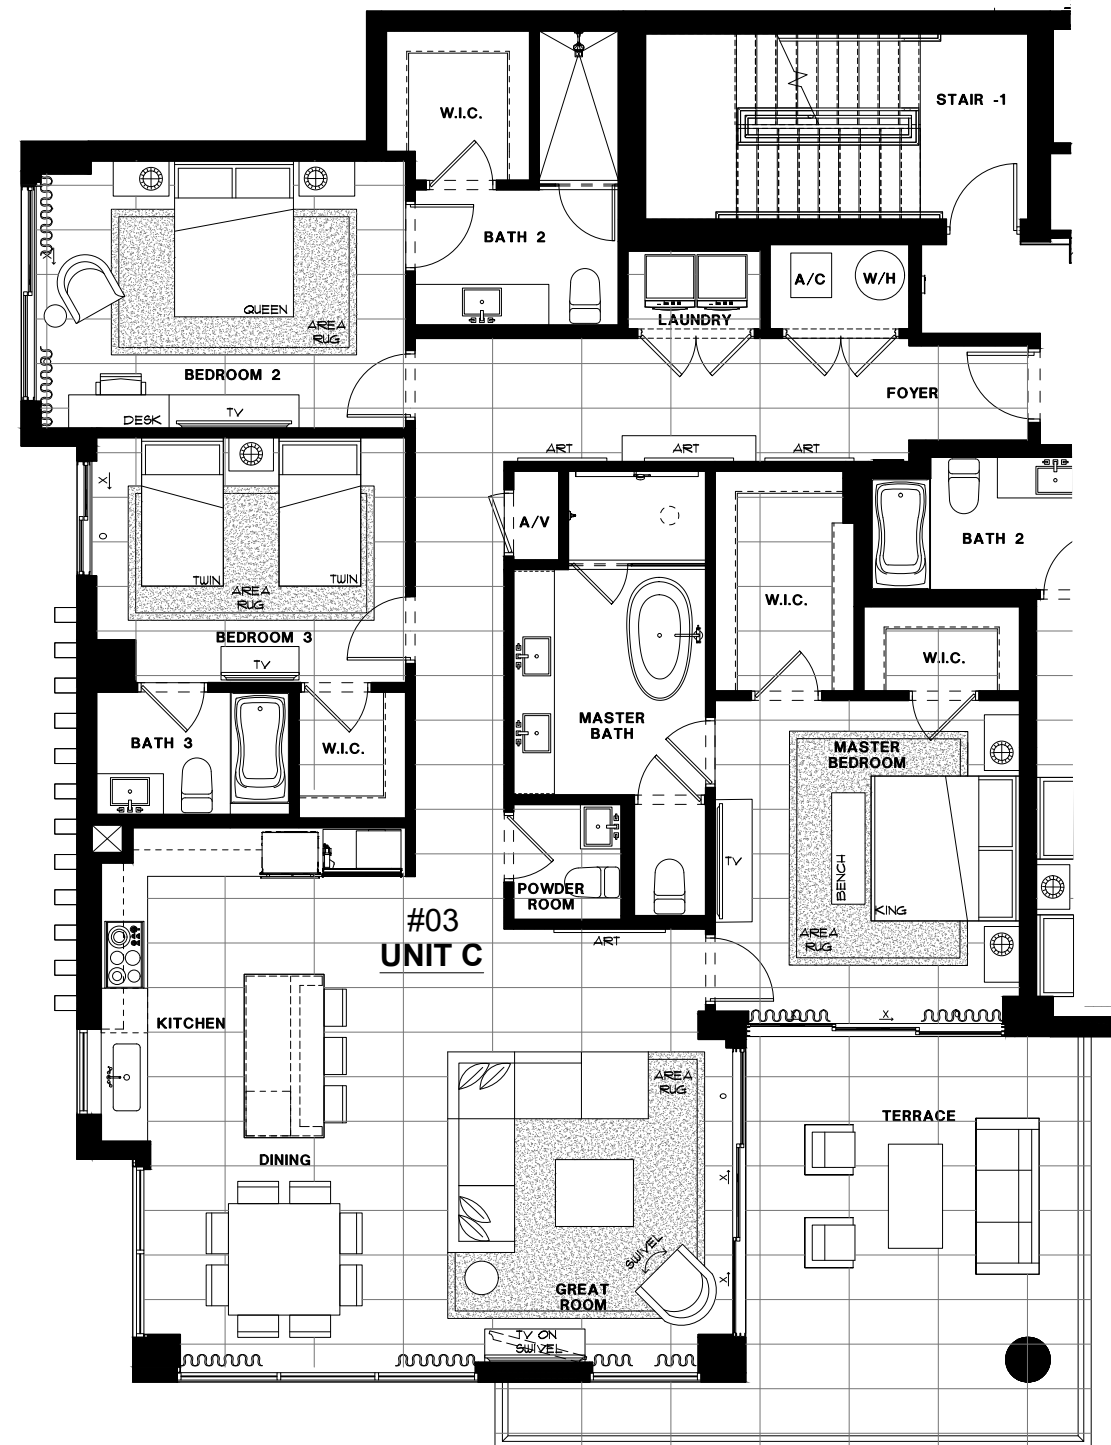 W.I.C.
STAIR -1
BATH 2
A/C
W/H
QUEEN
LAUNDRY
AREA
RUG
BEDROOM 2
FOYER
DESK
TV
ART
ART
ART
X
A/V
BATH 2
O
TWIN
TWIN
AREA
RUG
W.I.C.
BEDROOM 3
W.I.C.
TV
MASTER
BATH
BATH 3
W.I.C.
MASTER
BEDROOM
TV
BENCH
POWDER
ROOM
KING
#03
UNIT C
ART
AREA
RUG
KITCHEN
X
AREA
RUG
O
TERRACE
DINING
X
SWIVEL
X
GREAT
ROOM
TV ON
SWIVEL